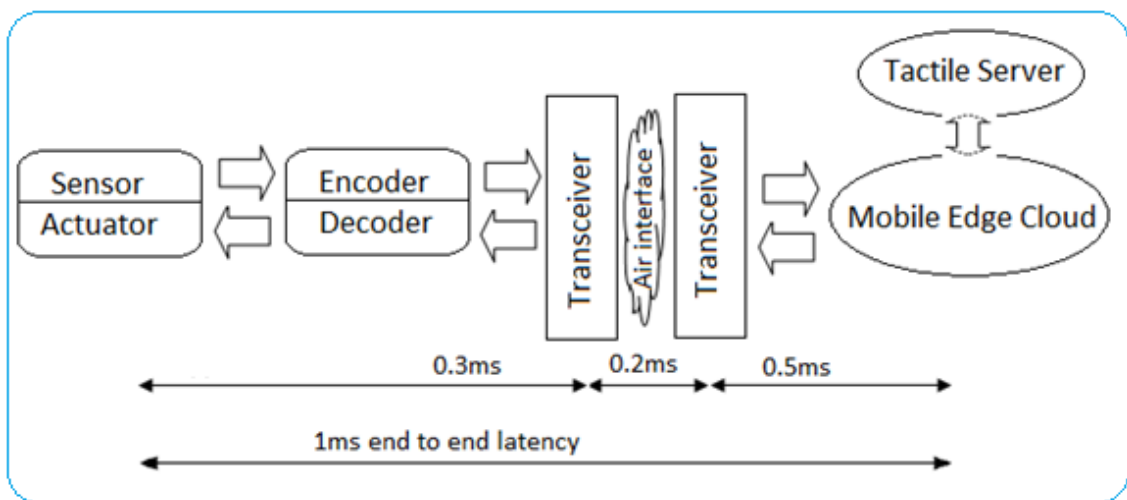 Tactile Server
Sensor
Actuator
Encoder
Decoder
Transceiver
Air interface
Transceiver
Mobile Edge Cloud
0.3ms
0.2ms
0.5ms
1ms end to end latency